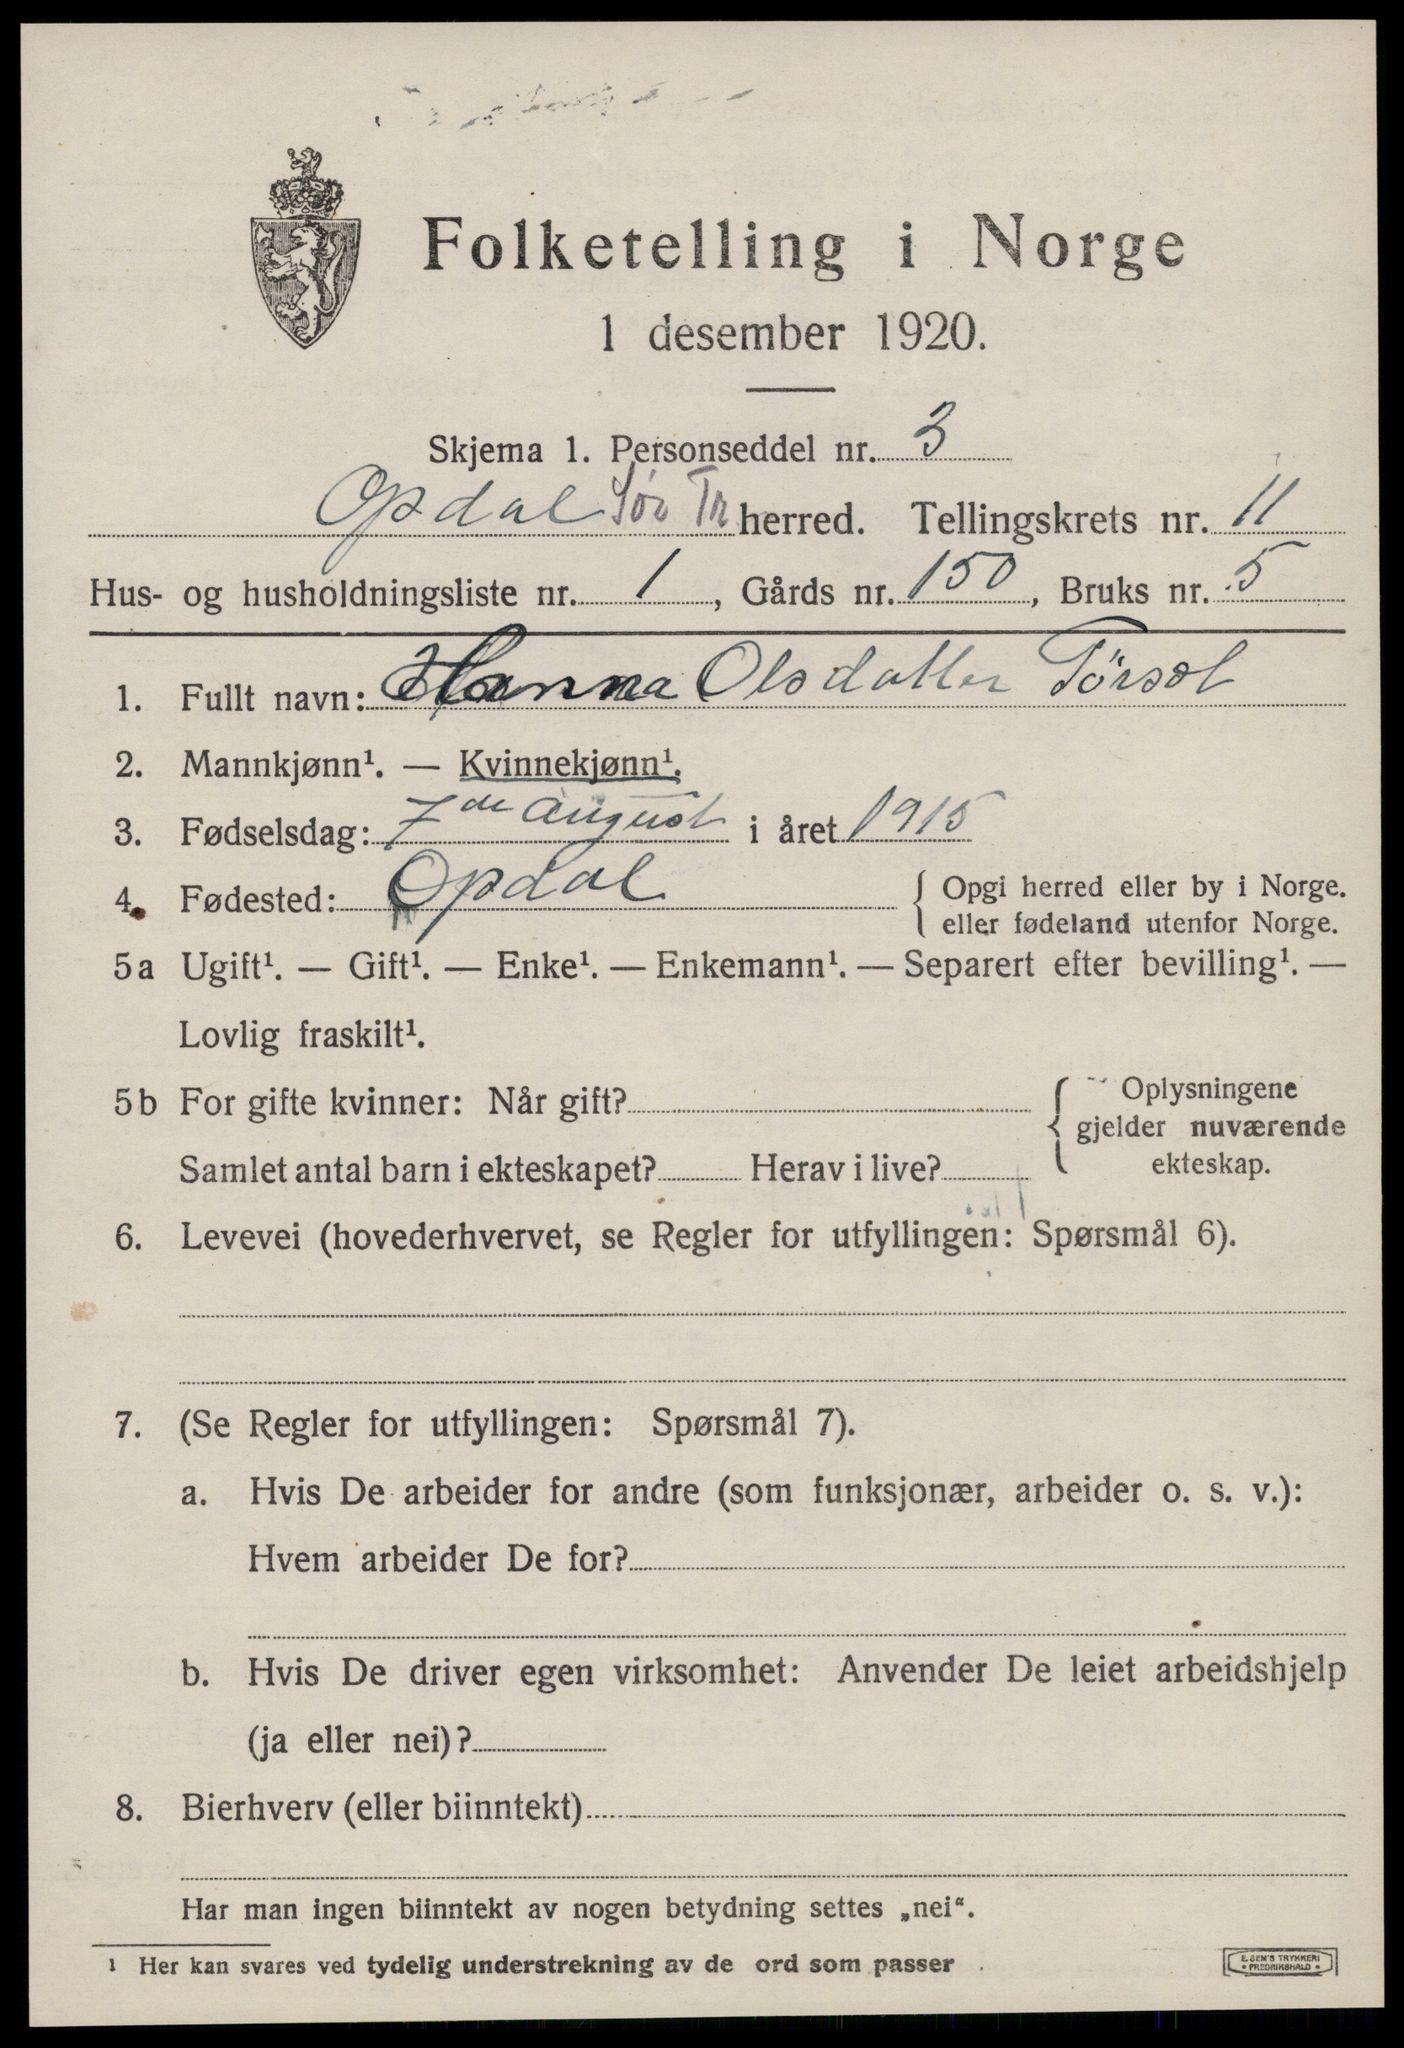 Folketelling i Norge
1 desember 1920.
Skjema 1. Personseddel nr. 3
Opdal Sør Tr herred. Tellingskrets nr. 11
Hus- og husholdningsliste nr. 1, Gårds nr. 150, Bruks nr. 5
1. Fullt navn: Hanna Olsdatter
2. Mannkjønn¹. — Kvinnekjønn¹.
3. Fødselsdag: 7de August i året 1915
4. Fødested: Opdal { Opgi herred eller by i Norge.
eller fødeland utenfor Norge.
5a Ugift¹. — Gift¹. — Enke¹. — Enkemann¹. — Separert efter bevilling¹. —
Lovlig fraskilt¹.
5b For gifte kvinner: Når gift? { Oplysningene
gjelder nuværende
Samlet antal barn i ekteskapet? Herav i live? ekteskap.
6. Levevei (hovederhvervet, se Regler for utfyllingen: Spørsmål 6).
7. (Se Regler for utfyllingen: Spørsmål 7).
a. Hvis De arbeider for andre (som funksjonær, arbeider o. s. v.):
Hvem arbeider De for?
b. Hvis De driver egen virksomhet: Anvender De leiet arbeidshjelp
(ja eller nei)?
8. Bierhverv (eller biinntekt)
Har man ingen biinntekt av nogen betydning settes „nei“.
¹ Her kan svares ved tydelig understrekning av de ord som passer .
E. SEM'S TRYKKERI
• FREDRIKSHALD •